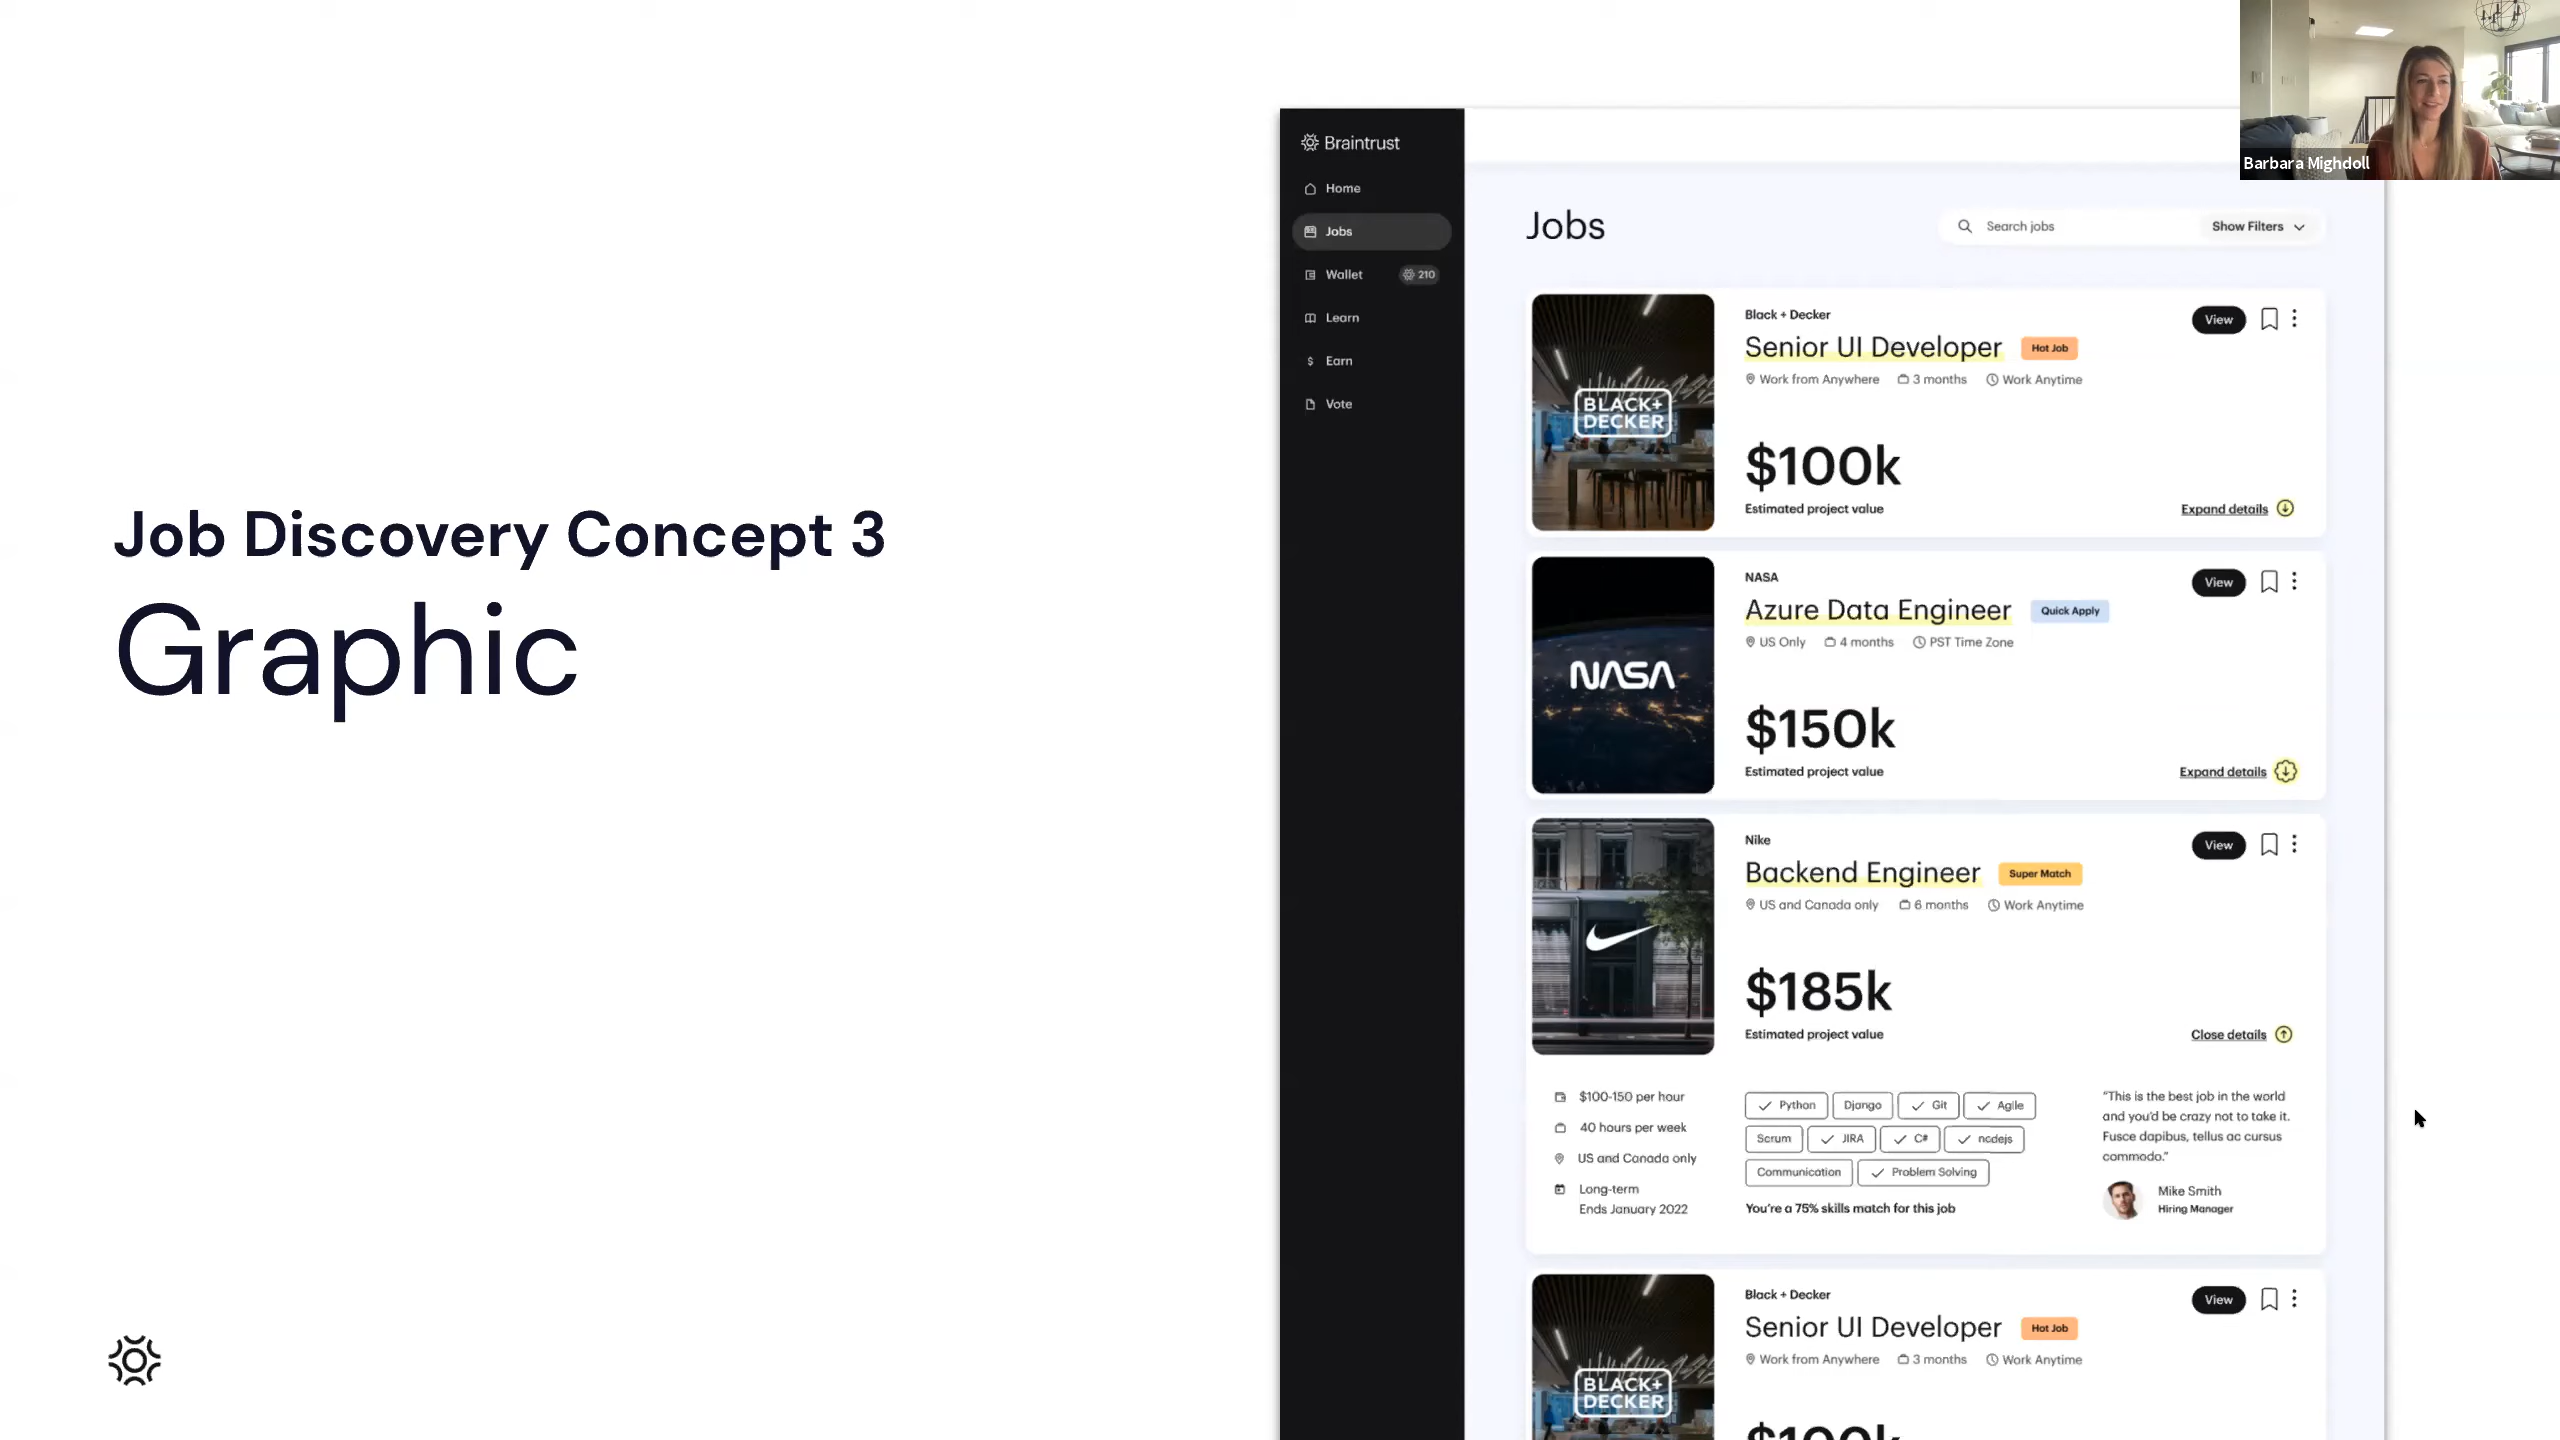 Barbara Mighdoll
Job Discovery Concept 3
Graphic
Braintrust
Home
Jobs
Wallet
210
Learn
Earn
Vote
Jobs
Search jobs
Show Filters
BLACK+
DECKER
Black + Decker
Senior UI Developer
Hot Job
Work from Anywhere
3 months
Work Anytime
$100k
Estimated project value
View
Expand details
NASA
NASA
Azure Data Engineer
Quick Apply
US Only
4 months
PST Time Zone
$150k
Estimated project value
View
Expand details
Nike
Backend Engineer
Super Match
US and Canada only
6 months
Work Anytime
$185k
Estimated project value
View
Close details
$100-150 per hour
40 hours per week
US and Canada only
Long-term
Ends January 2022
Python
Django
Git
Agile
Scrum
JIRA
C#
nodejs
Communication
Problem Solving
You're a 75% skills match for this job
"This is the best job in the world
and you'd be crazy not to take it.
Fusce dapibus, tellus ac cursus
commodo."
Mike Smith
Hiring Manager
BLACK+
DECKER
Black + Decker
Senior UI Developer
Hot Job
Work from Anywhere
3 months
Work Anytime
$100k
View